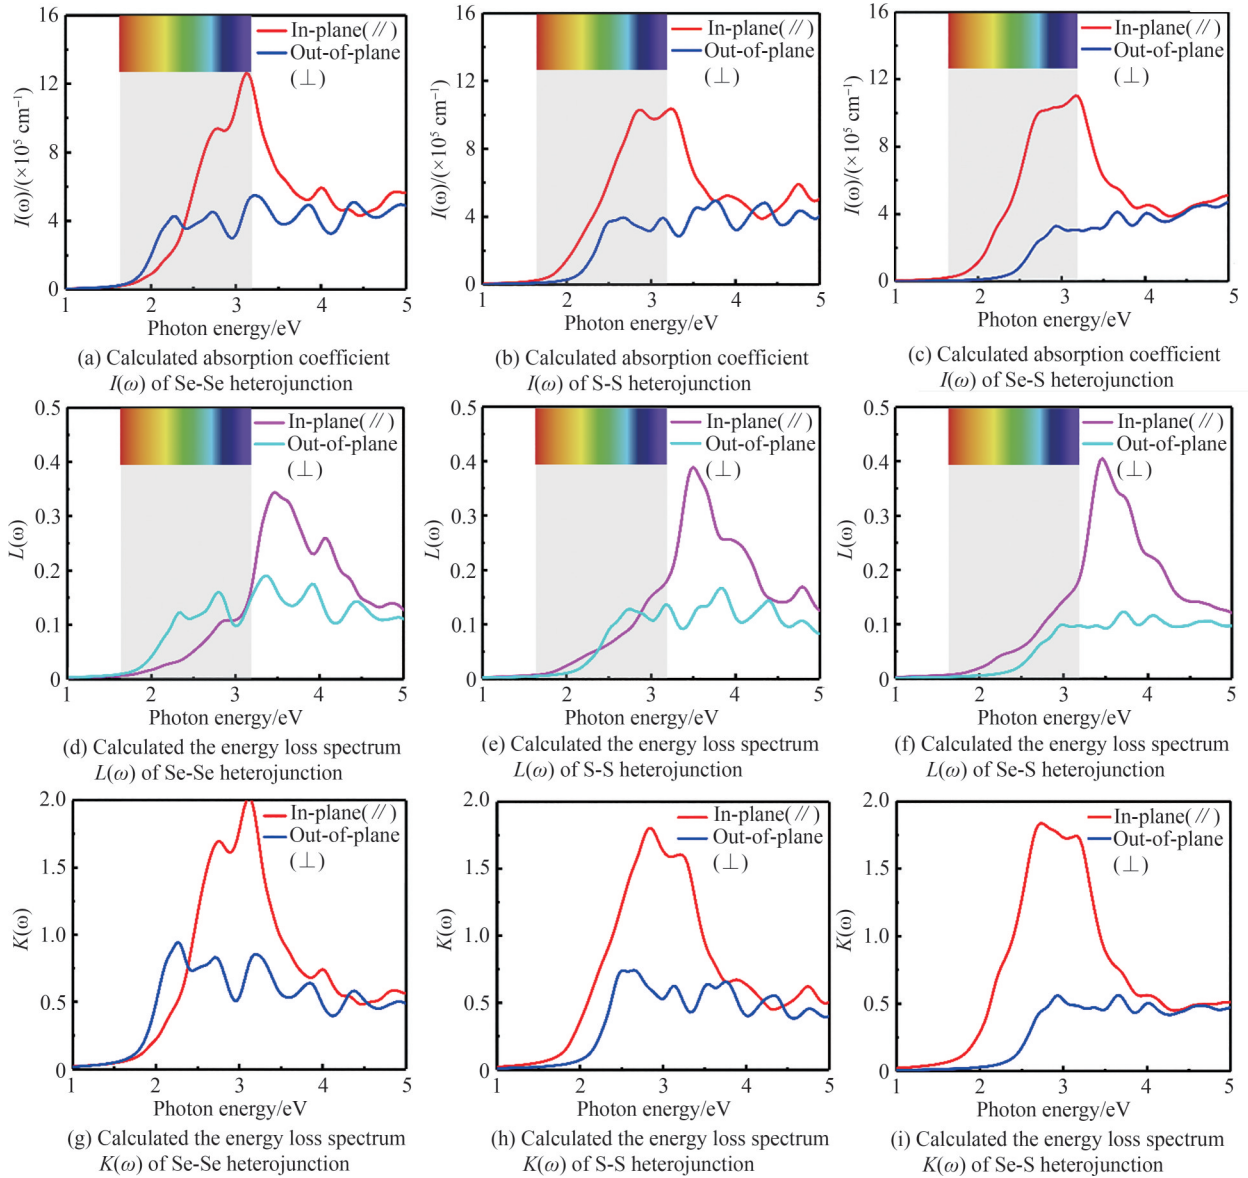 16
12
8
4
0
I(ω)/(×10⁵ cm⁻¹)
In-plane(∥)
Out-of-plane
(⊥)
1 2 3 4 5
Photon energy/eV
(a) Calculated absorption coefficient
I(ω) of Se-Se heterojunction
16
12
8
4
0
I(ω)/(×10⁵ cm⁻¹)
In-plane(∥)
Out-of-plane
(⊥)
1 2 3 4 5
Photon energy/eV
(b) Calculated absorption coefficient
I(ω) of S-S heterojunction
16
12
8
4
0
I(ω)/(×10⁵ cm⁻¹)
In-plane(∥)
Out-of-plane
(⊥)
1 2 3 4 5
Photon energy/eV
(c) Calculated absorption coefficient
I(ω) of Se-S heterojunction
0.5
0.4
0.3
0.2
0.1
0
L(ω)
In-plane(∥)
Out-of-plane
(⊥)
1 2 3 4 5
Photon energy/eV
(d) Calculated the energy loss spectrum
L(ω) of Se-Se heterojunction
0.5
0.4
0.3
0.2
0.1
0
L(ω)
In-plane(∥)
Out-of-plane
(⊥)
1 2 3 4 5
Photon energy/eV
(e) Calculated the energy loss spectrum
L(ω) of S-S heterojunction
0.5
0.4
0.3
0.2
0.1
0
L(ω)
In-plane(∥)
Out-of-plane
(⊥)
1 2 3 4 5
Photon energy/eV
(f) Calculated the energy loss spectrum
L(ω) of Se-S heterojunction
2.0
1.5
1.0
0.5
0
K(ω)
In-plane(∥)
Out-of-plane
(⊥)
1 2 3 4 5
Photon energy/eV
(g) Calculated the energy loss spectrum
K(ω) of Se-Se heterojunction
2.0
1.5
1.0
0.5
0
K(ω)
In-plane(∥)
Out-of-plane
(⊥)
1 2 3 4 5
Photon energy/eV
(h) Calculated the energy loss spectrum
K(ω) of S-S heterojunction
2.0
1.5
1.0
0.5
0
K(ω)
In-plane(∥)
Out-of-plane
(⊥)
1 2 3 4 5
Photon energy/eV
(i) Calculated the energy loss spectrum
K(ω) of Se-S heterojunction